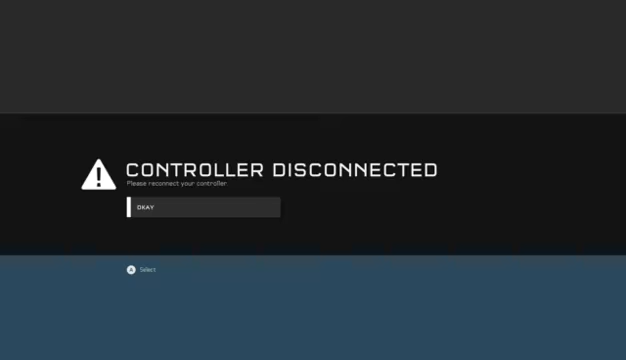 CONTROLLER DISCONNECTED
Please reconnect your controller
OKAY
A Select